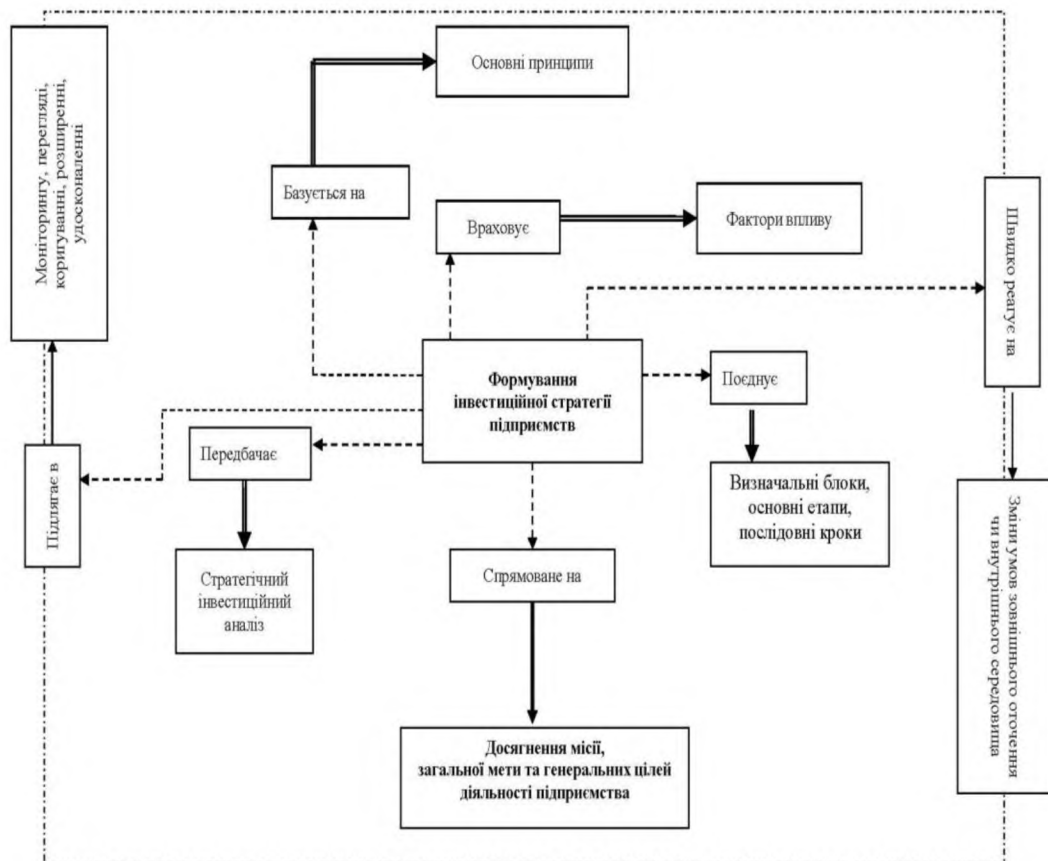 Моніторингу, перегляді,
коригуванні, розширенні,
удосконаленні
Основні принципи
Базується на
Враховує
Фактори впливу
Швидко реагує на
Формування
інвестиційної стратегії
підприємств
Поєднує
Передбачає
Підлягає в
Визначальні блоки,
основні етапи,
послідовні кроки
Стратегічний
інвестиційний
аналіз
Спрямоване на
Зміни умов зовнішнього оточення
чи внутрішнього середовища
Досягнення місії,
загальної мети та генеральних цілей
діяльності підприємства